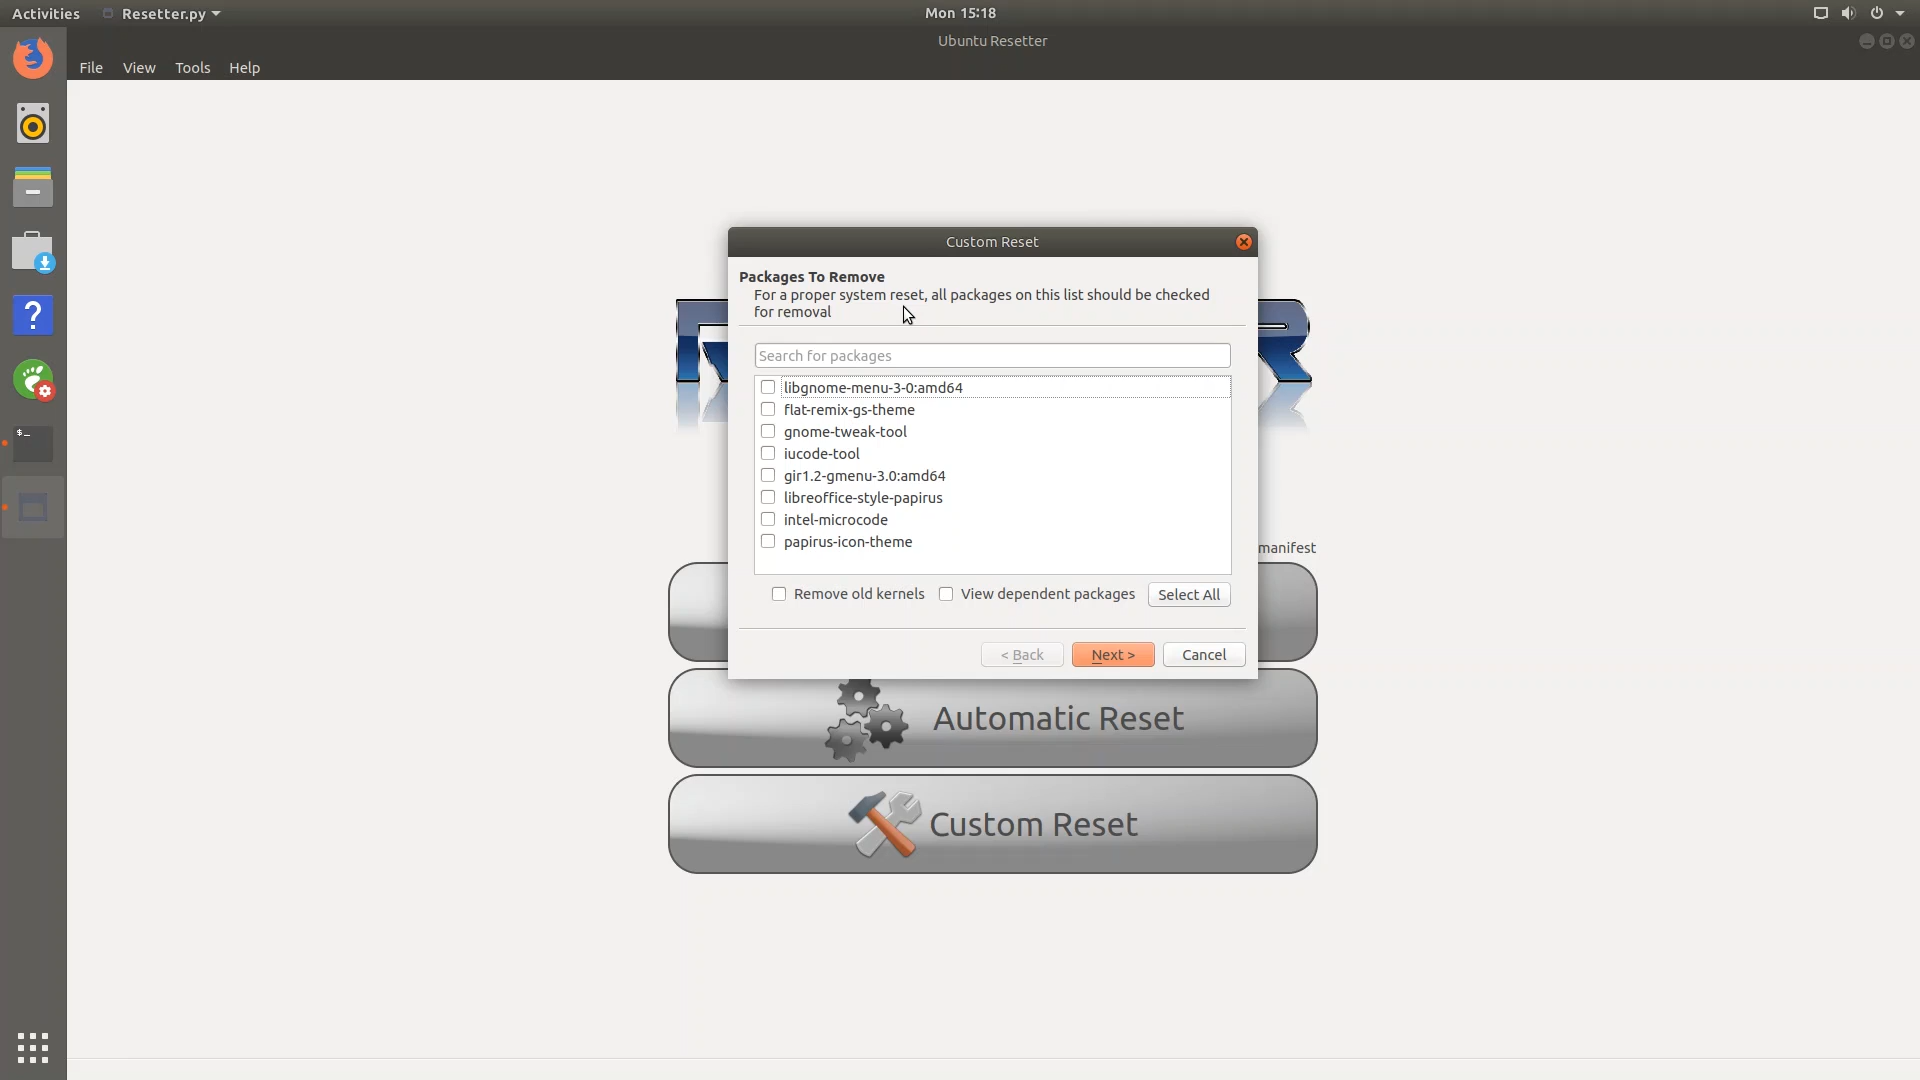 Activities
Resetter.py
Mon 15:18
Ubuntu Resetter
File View Tools Help
Custom Reset
Packages To Remove
For a proper system reset, all packages on this list should be checked
for removal
Search for packages
libgnome-menu-3-0:amd64
flat-remix-gs-theme
gnome-tweak-tool
iucode-tool
gir1.2-gmenu-3.0:amd64
libreoffice-style-papirus
intel-microcode
papirus-icon-theme
manifest
Remove old kernels View dependent packages Select All
< Back Next > Cancel
Automatic Reset
Custom Reset